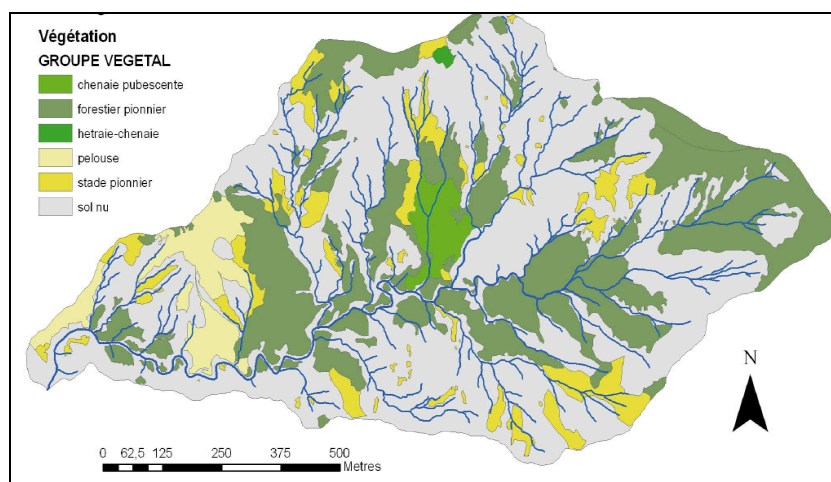 Végétation
GROUPE VEGETAL
chenaie pubescente
forestier pionnier
hetraie-chenaie
pelouse
stade pionnier
sol nu
N
0 62,5 125 250 375 500
Metres